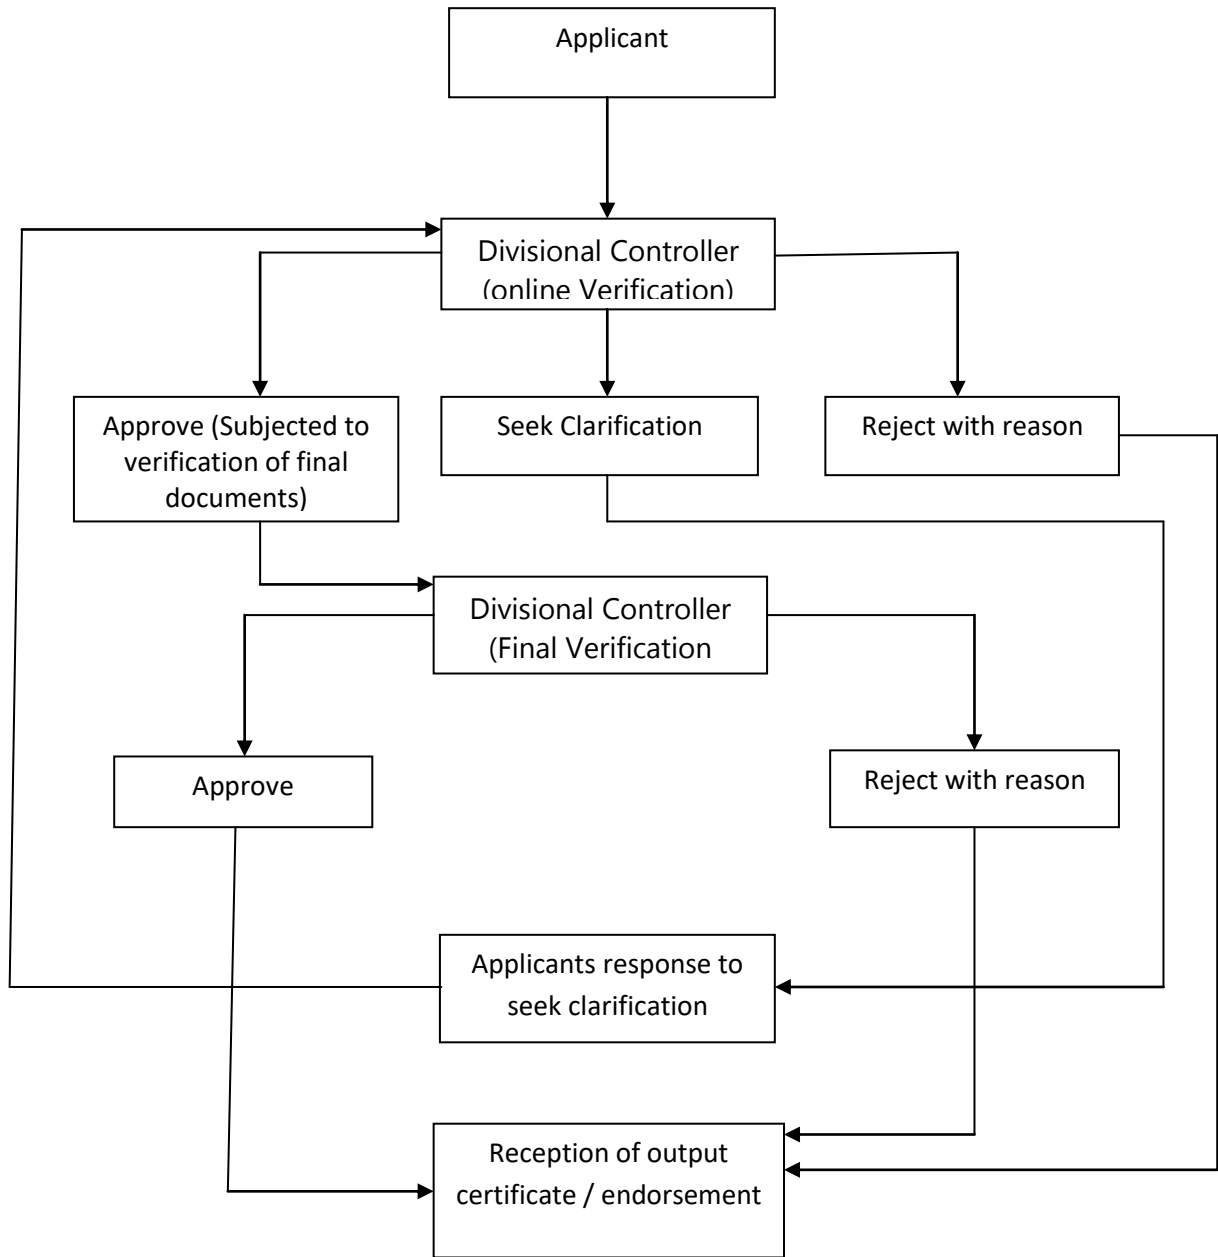 Applicant
Divisional Controller
(online Verification)
Approve (Subjected to
verification of final
documents)
Seek Clarification
Reject with reason
Divisional Controller
(Final Verification
Approve
Reject with reason
Applicants response to
seek clarification
Reception of output
certificate / endorsement